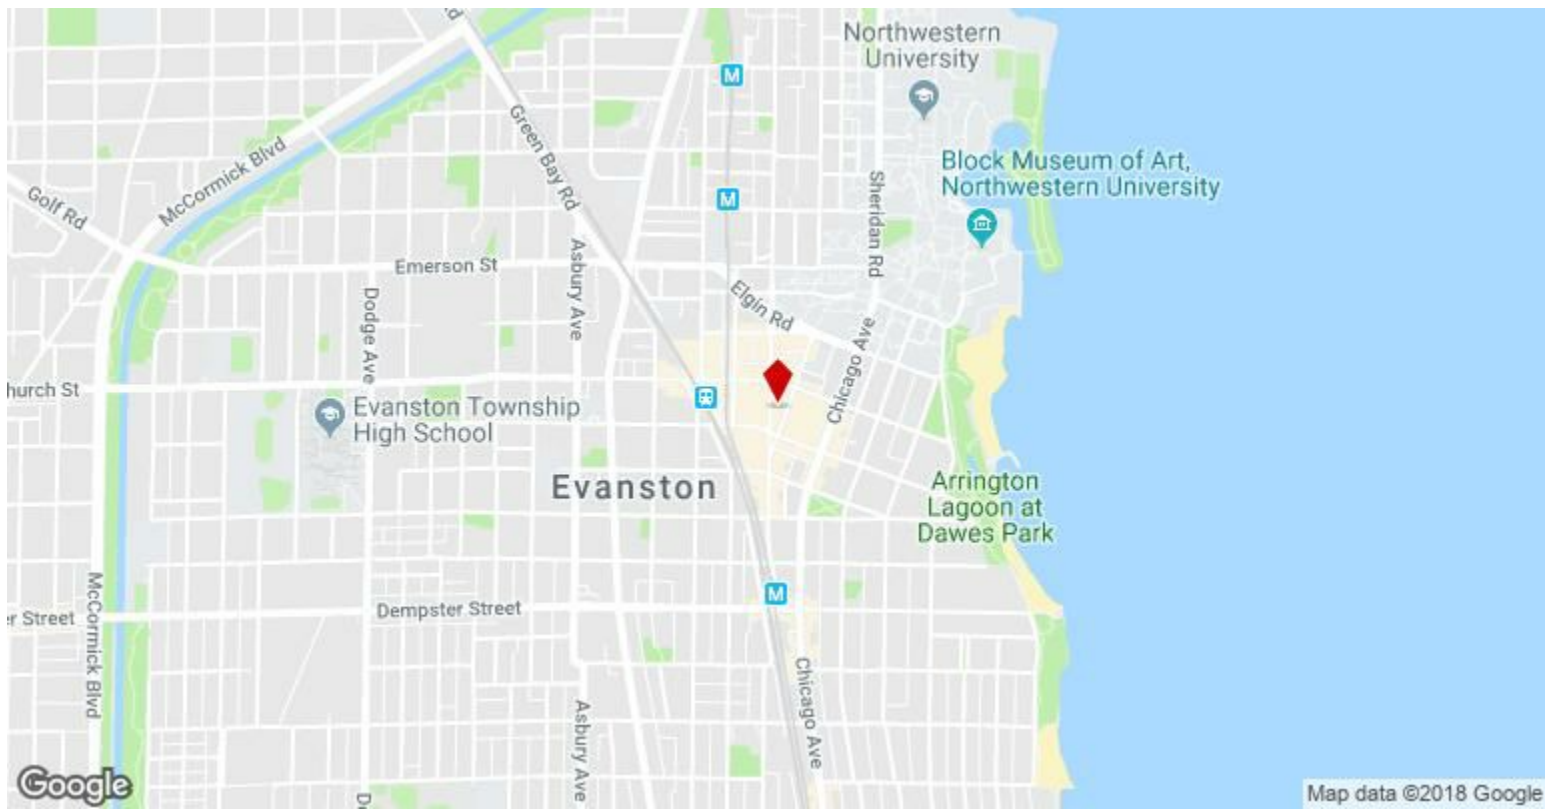 Northwestern
University
M
Green Bay Rd
McCormick Blvd
Block Museum of Art,
Northwestern University
Sheridan Rd
Golf Rd
M
Emerson St
Asbury Ave
Dodge Ave
Elgin Rd
Chicago Ave
hurch St
Evanston Township
High School
Evanston
Arrington
Lagoon at
Dawes Park
McCormick Blvd
M
er Street
Dempster Street
Chicago Ave
Asbury Ave
Google
Map data ©2018 Google